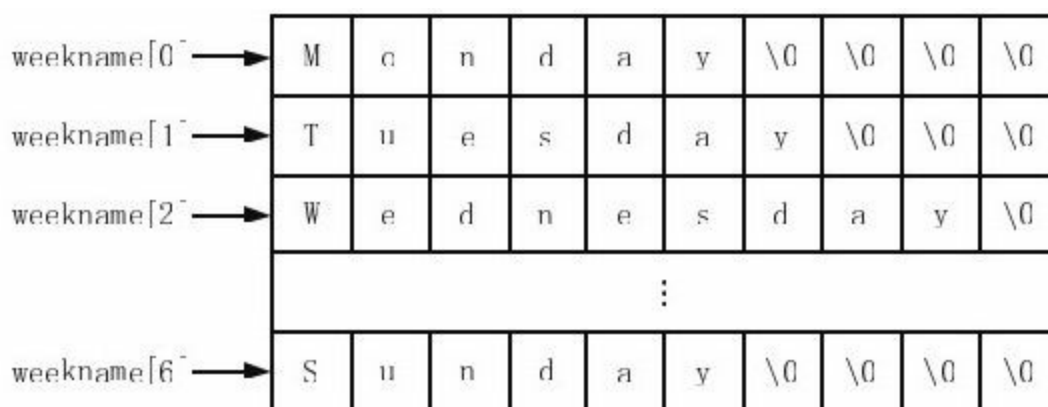 weekname[0] M o n d a y \0 \0 \0 \0
weekname[1] T u e s d a y \0 \0 \0
weekname[2] W e d n e s d a y \0
⋮
weekname[6] S u n d a y \0 \0 \0 \0